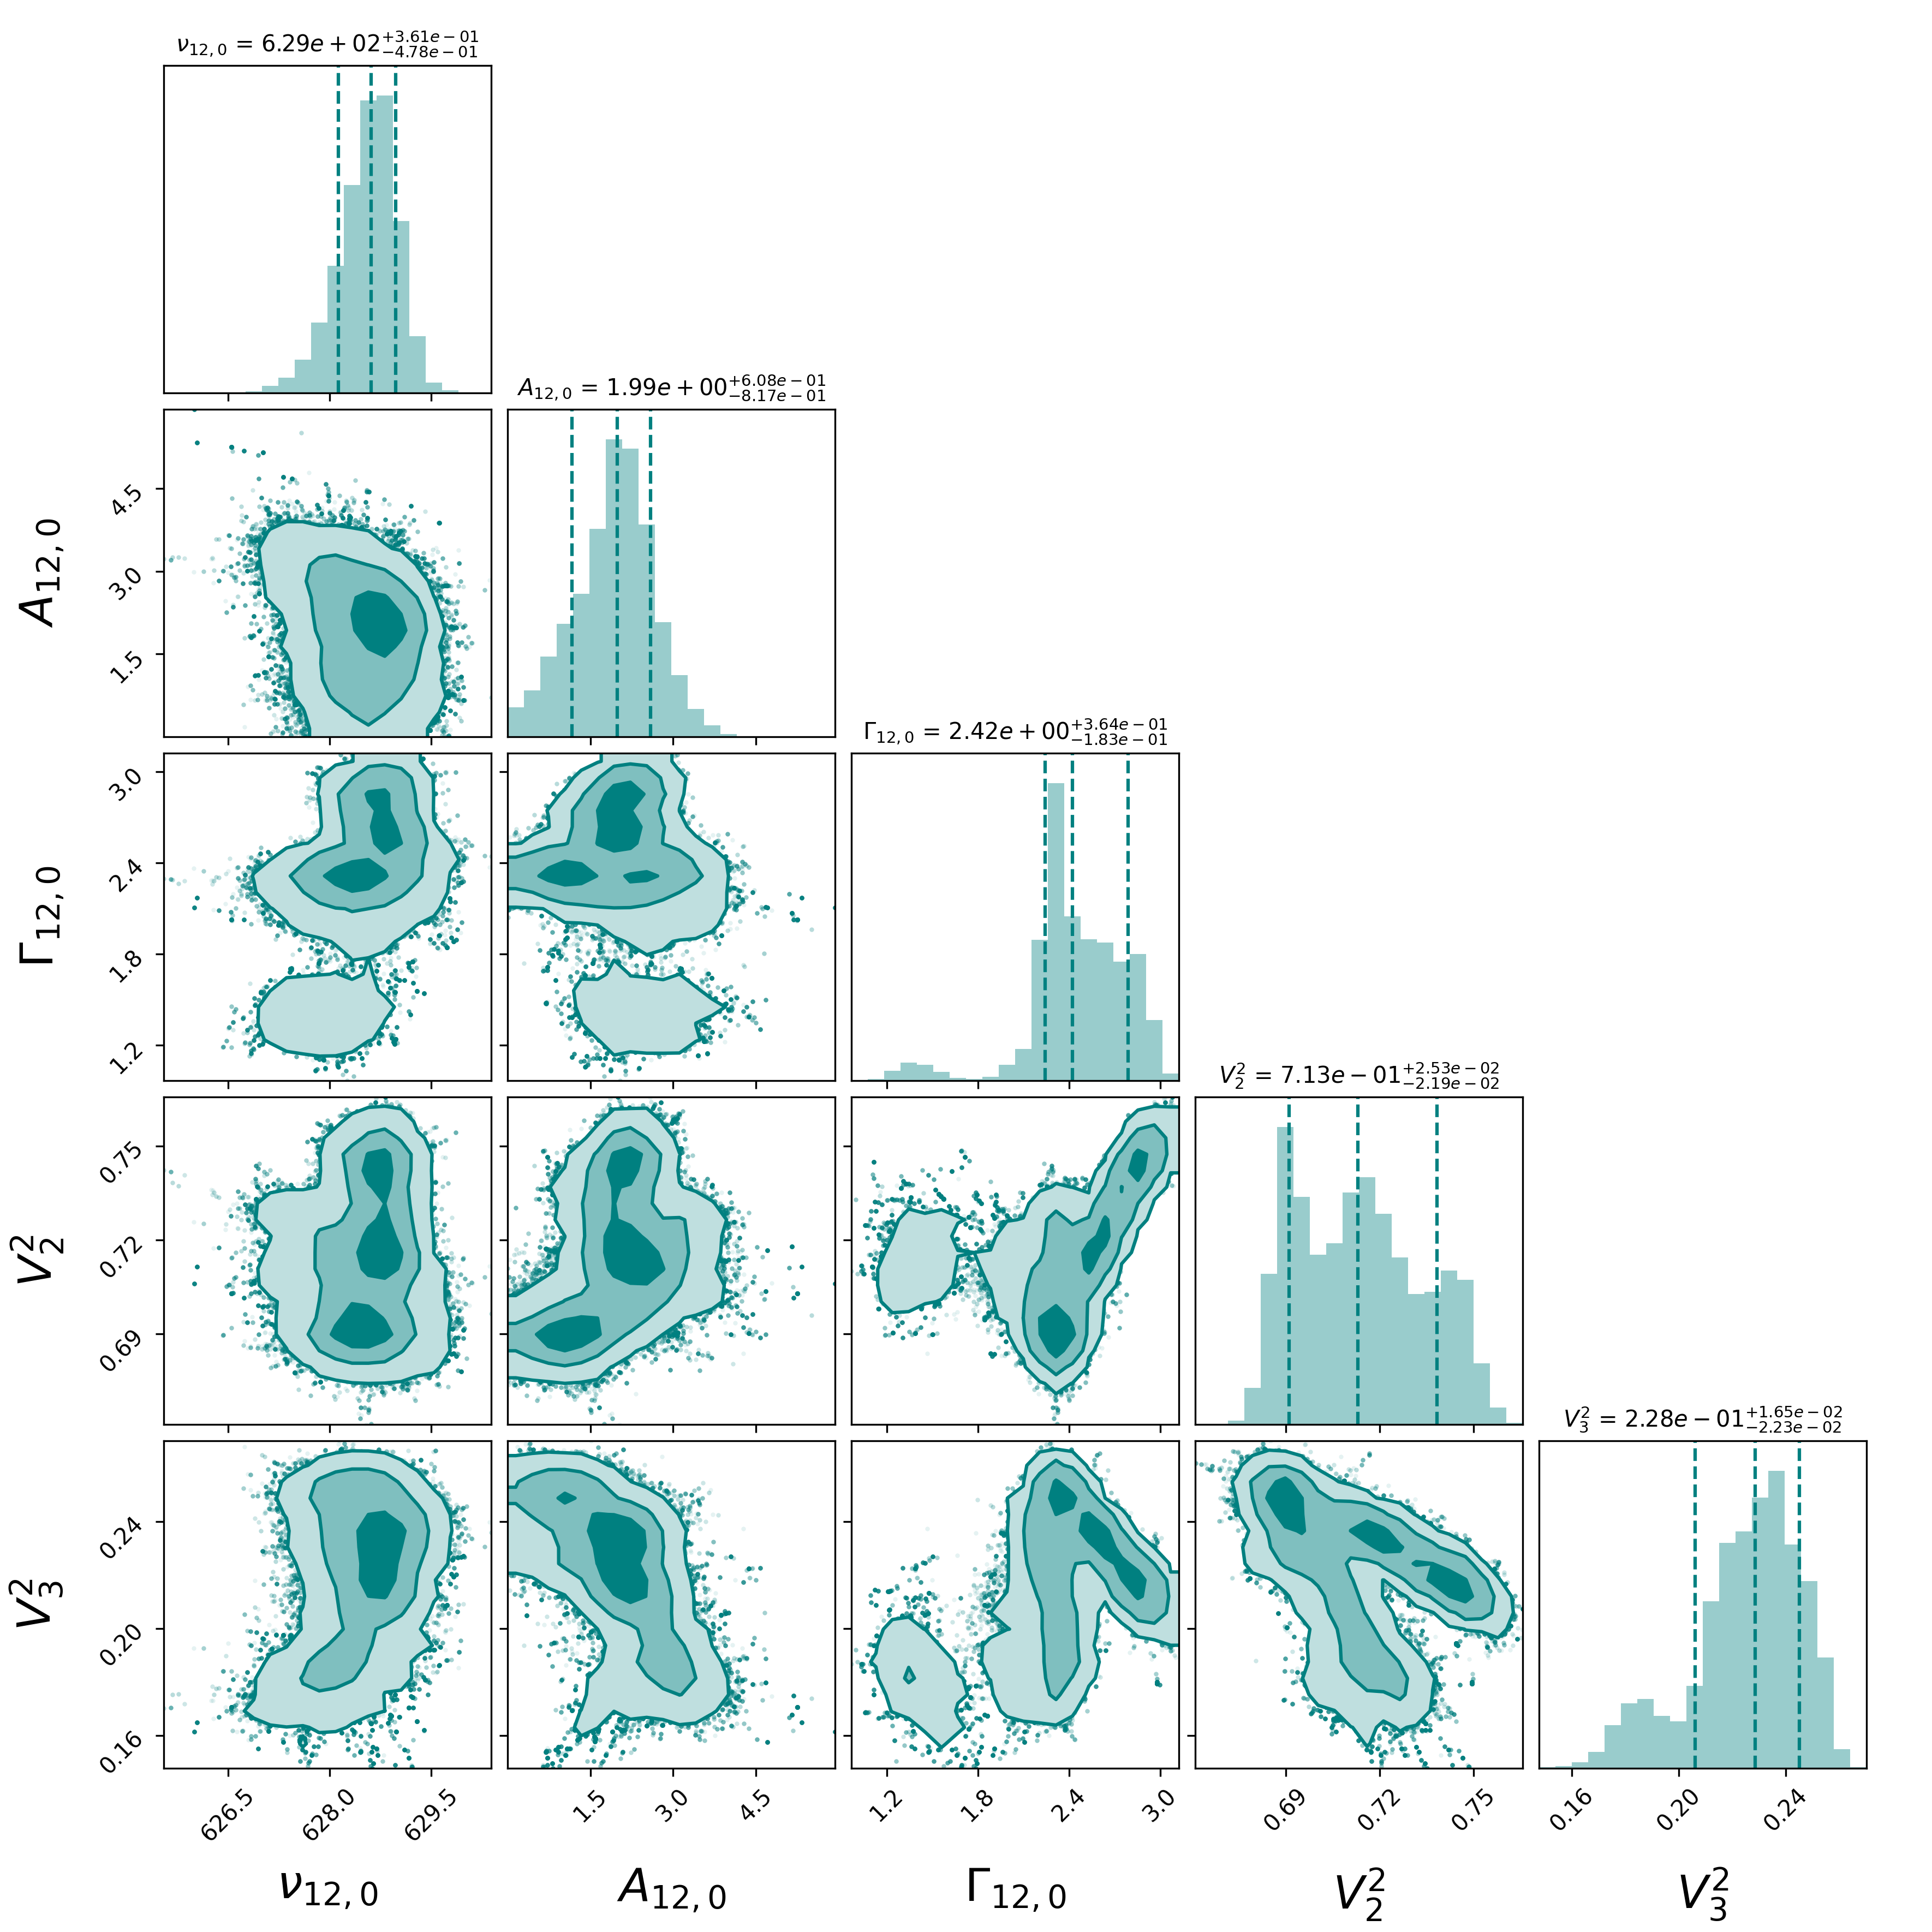 ν₁₂,₀ = 6.29e + 02 +3.61e − 01 −4.78e − 01
A₁₂,₀ = 1.99e + 00 +6.08e − 01 −8.17e − 01
A₁₂,₀
4.5
3.0
1.5
Γ₁₂,₀ = 2.42e + 00 +3.64e − 01 −1.83e − 01
Γ₁₂,₀
3.0
2.4
1.8
1.2
V₂² = 7.13e − 01 +2.53e − 02 −2.19e − 02
V₂²
0.75
0.72
0.69
V₃² = 2.28e − 01 +1.65e − 02 −2.23e − 02
V₃²
0.24
0.20
0.16
626.5 628.0 629.5 1.5 3.0 4.5 1.2 1.8 2.4 3.0 0.69 0.72 0.75 0.16 0.20 0.24
ν₁₂,₀ A₁₂,₀ Γ₁₂,₀ V₂² V₃²